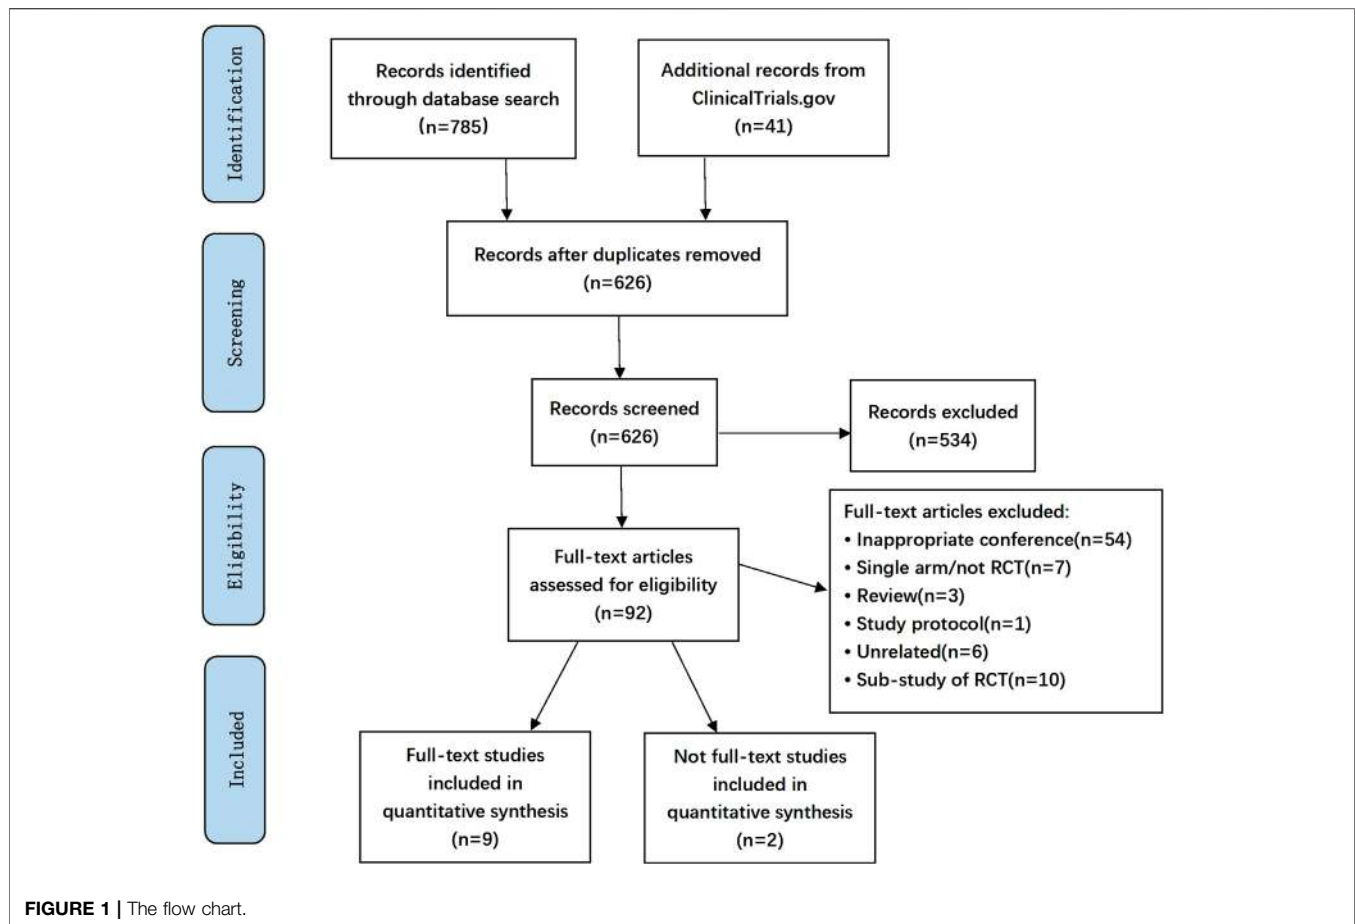 Identification
Records identified
through database search
(n=785)
Additional records from
ClinicalTrials.gov
(n=41)
Screening
Records after duplicates removed
(n=626)
Records screened
(n=626)
Records excluded
(n=534)
Eligibility
Full-text articles
assessed for eligibility
(n=92)
Full-text articles excluded:
• Inappropriate conference(n=54)
• Single arm/not RCT(n=7)
• Review(n=3)
• Study protocol(n=1)
• Unrelated(n=6)
• Sub-study of RCT(n=10)
Included
Full-text studies
included in
quantitative synthesis
(n=9)
Not full-text studies
included in
quantitative synthesis
(n=2)
FIGURE 1 | The flow chart.